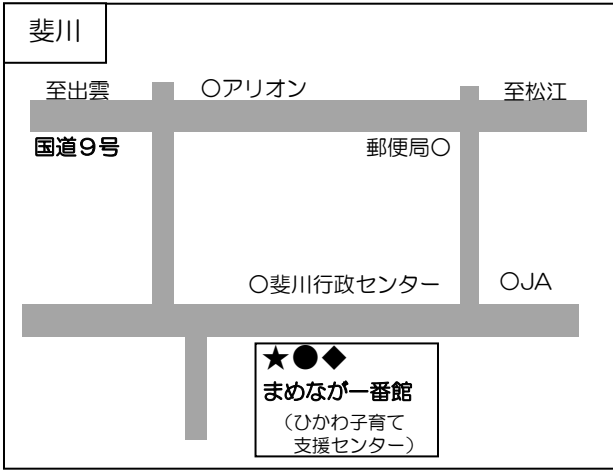 斐川
至出雲
○アリオン
至松江
国道9号
郵便局○
○斐川行政センター
○JA
★●◆
まめなが一番館
（ひかわ子育て
支援センター）